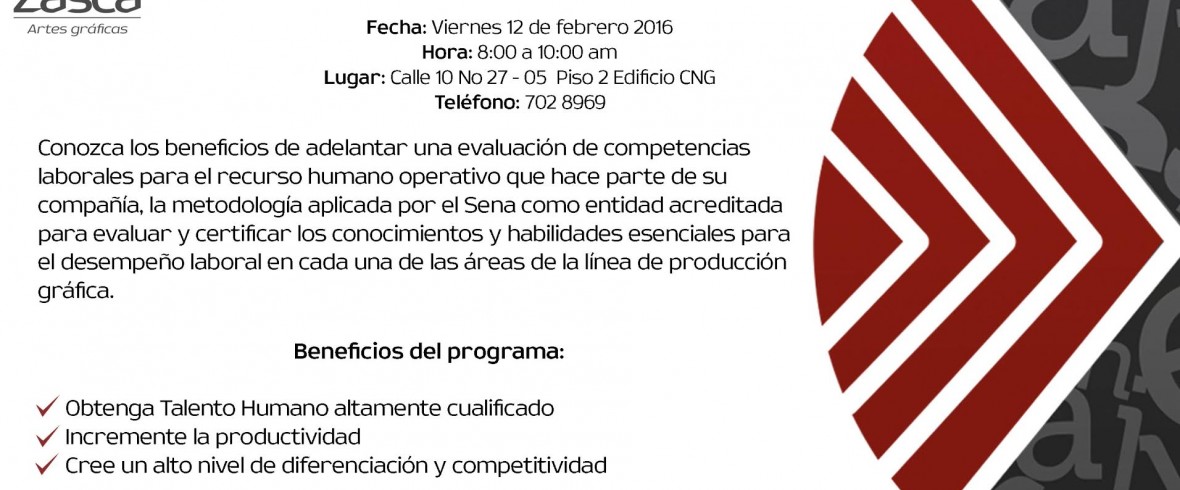 zasca
Artes gráficas
Fecha: Viernes 12 de febrero 2016
Hora: 8:00 a 10:00 am
Lugar: Calle 10 No 27 - 05 Piso 2 Edificio CNG
Teléfono: 702 8969
Conozca los beneficios de adelantar una evaluación de competencias
laborales para el recurso humano operativo que hace parte de su
compañía, la metodología aplicada por el Sena como entidad acreditada
para evaluar y certificar los conocimientos y habilidades esenciales para
el desempeño laboral en cada una de las áreas de la línea de producción
gráfica.
Beneficios del programa:
Obtenga Talento Humano altamente cualificado
Incremente la productividad
Cree un alto nivel de diferenciación y competitividad